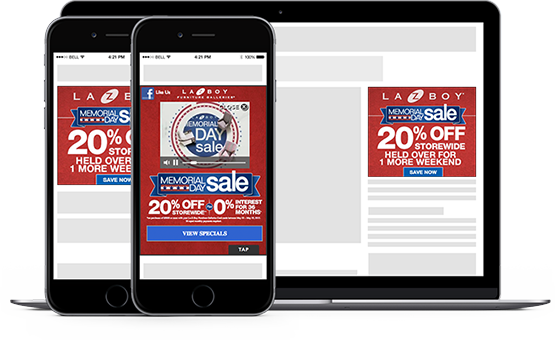 BELL 4:21 PM
LA Z BOY
MEMORIAL DAY sale
20% OFF
STOREWIDE
HELD OVER FOR
1 MORE WEEKEND
SAVE NOW
BELL 4:21 PM 100%
f Like Us
LA Z BOY
FURNITURE GALLERIES
CLOSE
MEMORIAL
DAY
sale
MEMORIAL DAY sale
20% OFF STOREWIDE 0% INTEREST FOR 36 MONTHS
VIEW SPECIALS
TAP
LA Z BOY
MEMORIAL DAY sale
20% OFF
STOREWIDE
HELD OVER FOR
1 MORE WEEKEND
SAVE NOW